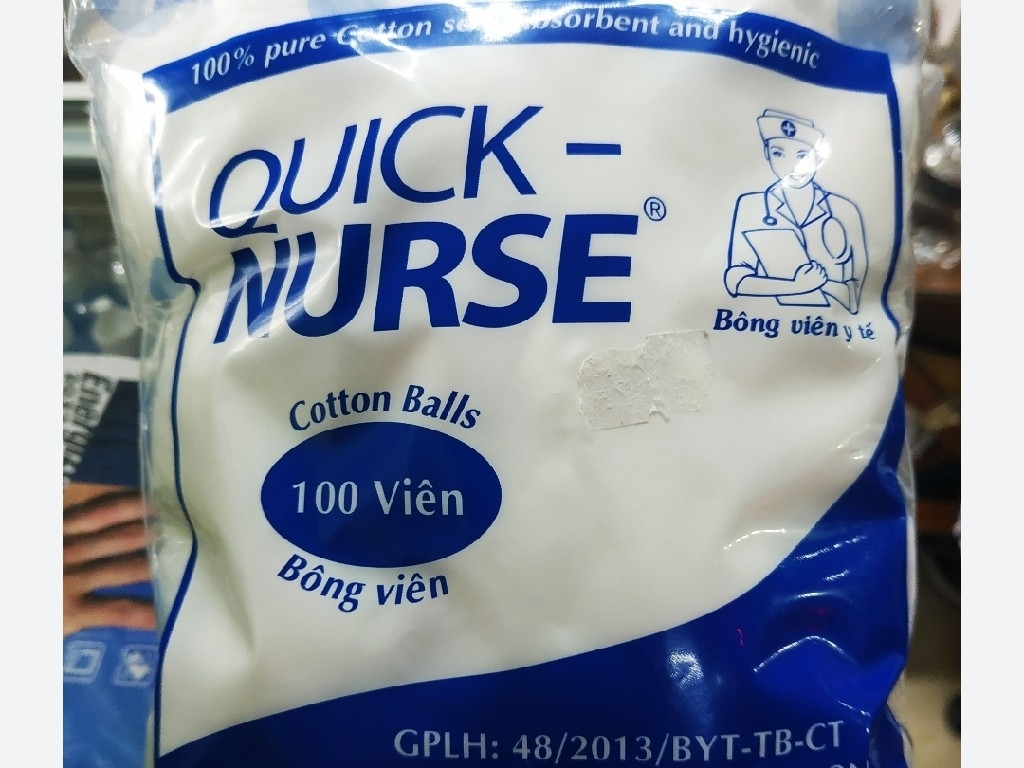 100% pure Cotton absorbent and hygienic
QUICK –
NURSE®
Bông viên y tế
Cotton Balls
100 Viên
Bông viên
GPLH: 48/2013/BYT-TB-CT